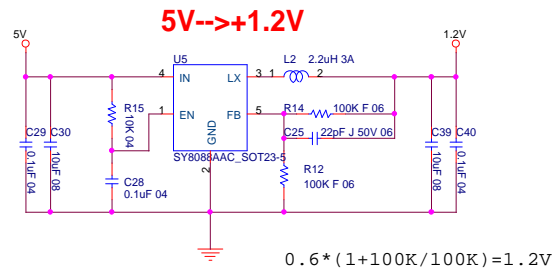 5V-->+1.2V
5V
1.2V
U5
L2 2.2uH 3A
4 IN LX 3 1 2
1 EN FB 5
GND
2
SY8088AAC_SOT23-5
R15
10K 04
R14 100K F 06
C25 22pF J 50V 06
C29
0.1uF 04
C30
10uF 08
C28
0.1uF 04
R12
100K F 06
C39
10uF 08
C40
0.1uF 04
0.6*(1+100K/100K)=1.2V